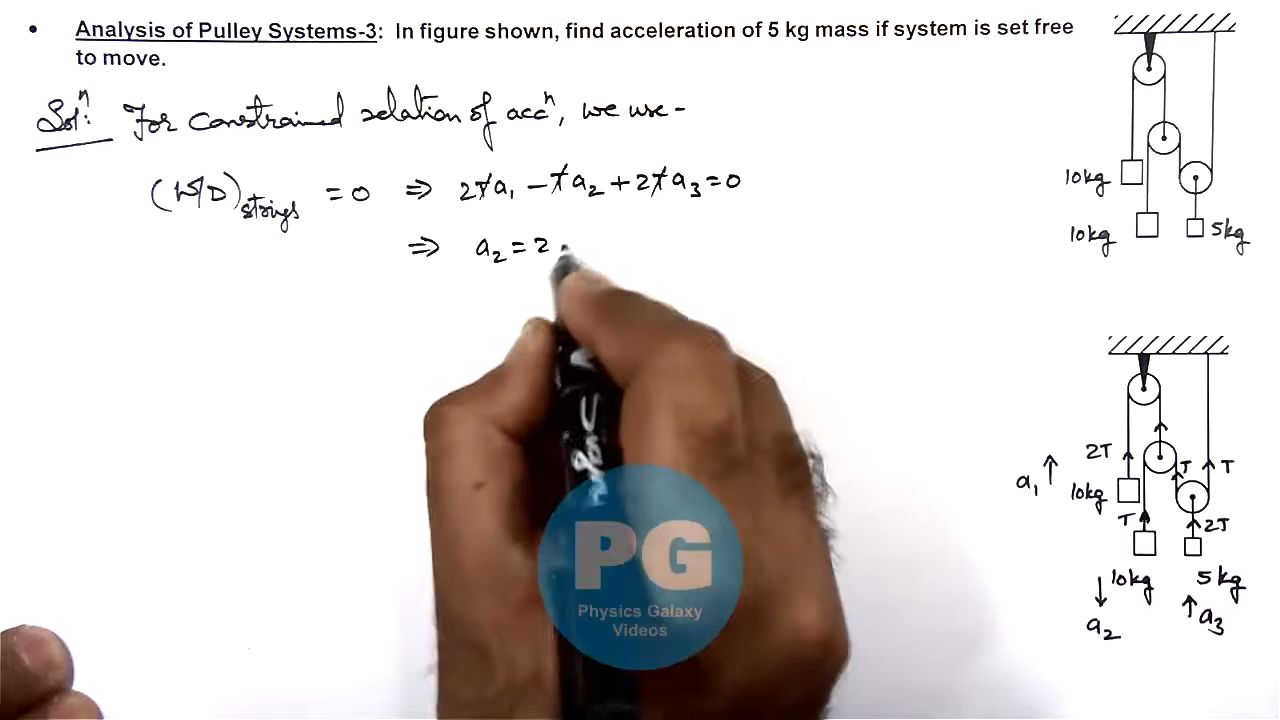 • Analysis of Pulley Systems-3: In figure shown, find acceleration of 5 kg mass if system is set free
to move.
Solⁿ: For constrained relation of accⁿ, we use -
(W/D)strings = 0 ⇒ 2Ta₁ - Ta₂ + 2Ta₃ = 0
⇒ a₂ = 2
10kg
10kg
5kg
2T
T
T
a₁ ↑
10kg
T
2T
10kg
5kg
↓
a₂
↑ a₃
PG
Physics Galaxy
Videos